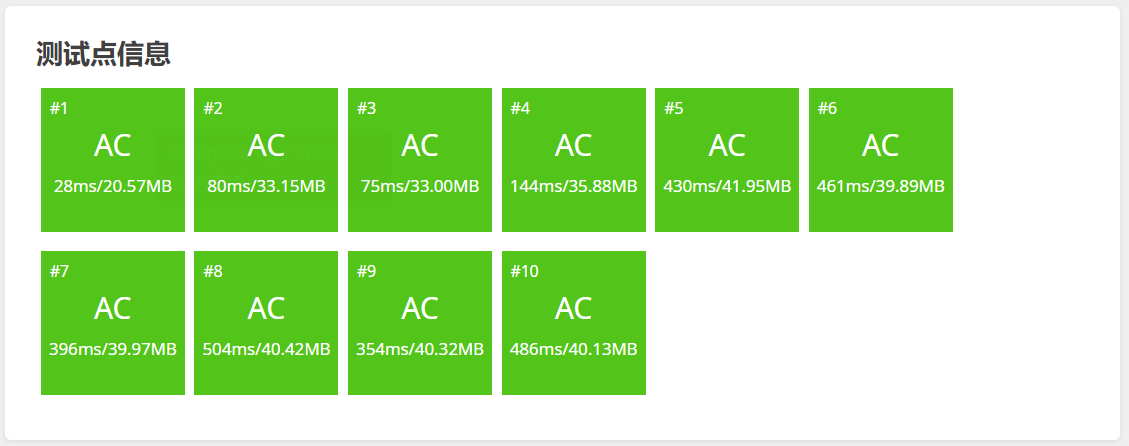 测试点信息
#1
AC
28ms/20.57MB
#2
AC
80ms/33.15MB
#3
AC
75ms/33.00MB
#4
AC
144ms/35.88MB
#5
AC
430ms/41.95MB
#6
AC
461ms/39.89MB
#7
AC
396ms/39.97MB
#8
AC
504ms/40.42MB
#9
AC
354ms/40.32MB
#10
AC
486ms/40.13MB